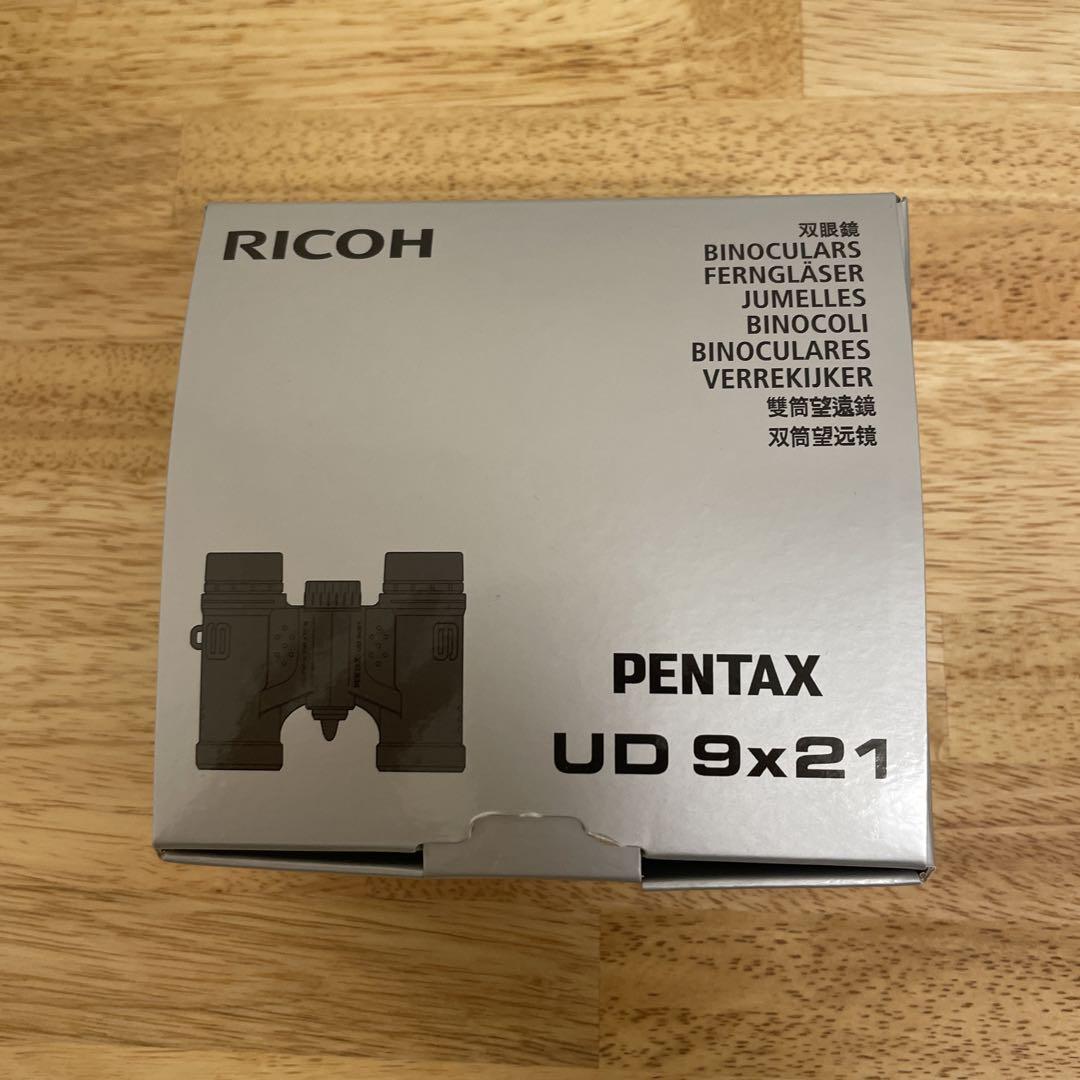 RICOH
双眼鏡
BINOCULARS
FERNGLÄSER
JUMELLES
BINOCOLI
BINOCULARES
VERREKIJKER
雙筒望遠鏡
双筒望远镜
PENTAX
UD 9x21